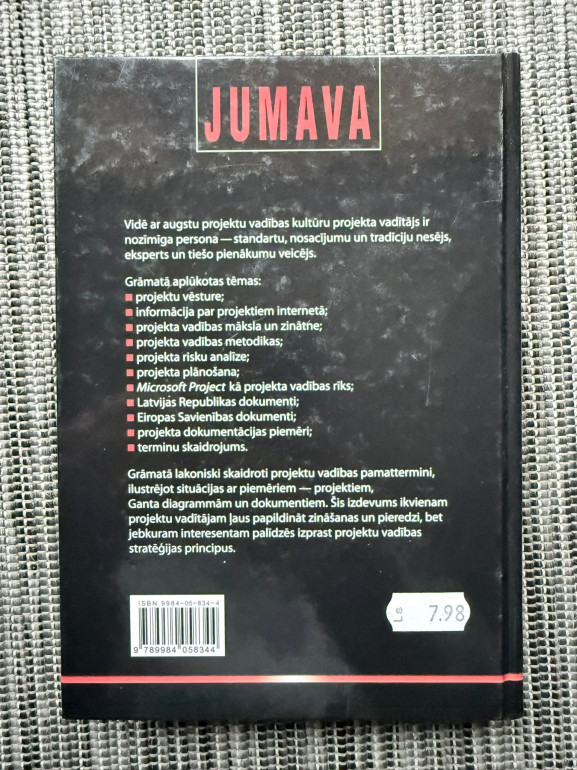 JUMAVA
Vidē ar augstu projektu vadības kultūru projekta vadītājs ir
nozīmīga persona — standartu, nosacījumu un tradīciju nesējs,
eksperts un tiešo pienākumu veicējs.
Grāmatā aplūkotas tēmas:
■ projektu vēsture;
■ informācija par projektiem internetā;
■ projekta vadības māksla un zinātne;
■ projekta vadības metodikas;
■ projekta risku analīze;
■ projekta plānošana;
■ Microsoft Project kā projekta vadības rīks;
■ Latvijas Republikas dokumenti;
■ Eiropas Savienības dokumenti;
■ projekta dokumentācijas piemēri;
■ terminu skaidrojums.
Grāmatā lakoniski skaidroti projektu vadības pamattermini,
ilustrējot situācijas ar piemēriem — projektiem,
Ganta diagrammām un dokumentiem. Šis izdevums ikvienam
projektu vadītājam ļaus papildināt zināšanas un pieredzi, bet
jebkuram interesentam palīdzēs izprast projektu vadības
stratēģijas principus.
ISBN 9984-05-834-4
9 789984 058344
Ls 7.98